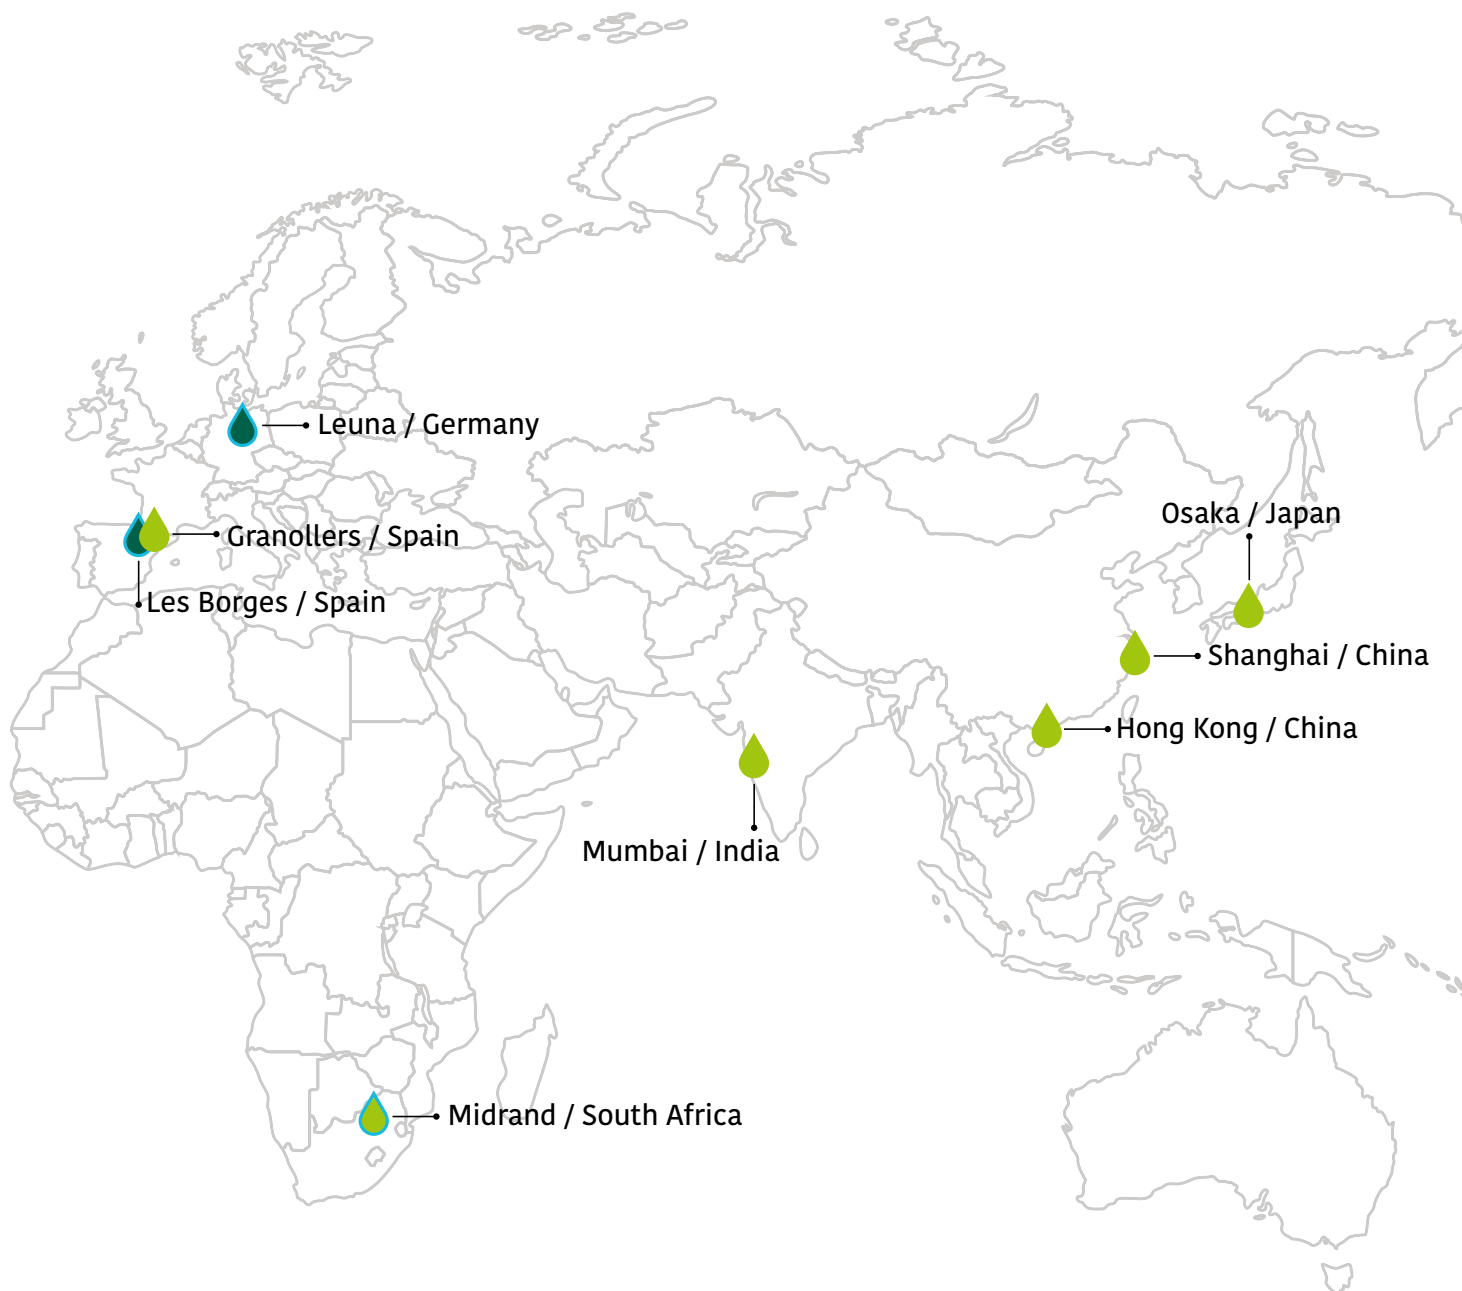 Leuna / Germany
Osaka / Japan
Granollers / Spain
Les Borges / Spain
Shanghai / China
Hong Kong / China
Mumbai / India
Midrand / South Africa